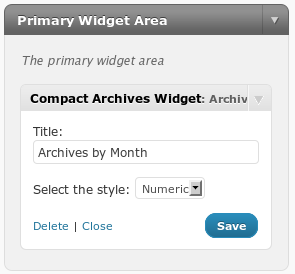 Primary Widget Area
The primary widget area
Compact Archives Widget: Archiv
Title:
Archives by Month
Select the style: Numeric
Delete | Close Save